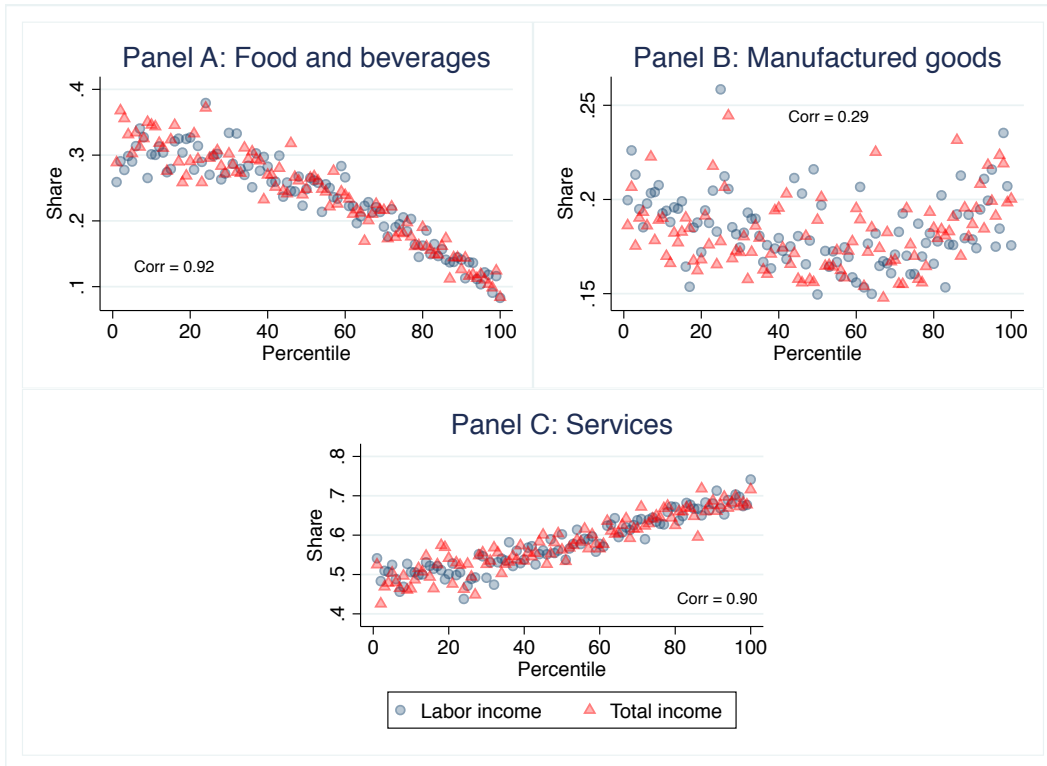 Panel A: Food and beverages
.4
.3
.2
.1
Share
Corr = 0.92
0 20 40 60 80 100
Percentile
Panel B: Manufactured goods
.25
.2
.15
Share
Corr = 0.29
0 20 40 60 80 100
Percentile
Panel C: Services
.8
.7
.6
.5
.4
Share
Corr = 0.90
0 20 40 60 80 100
Percentile
Labor income Total income